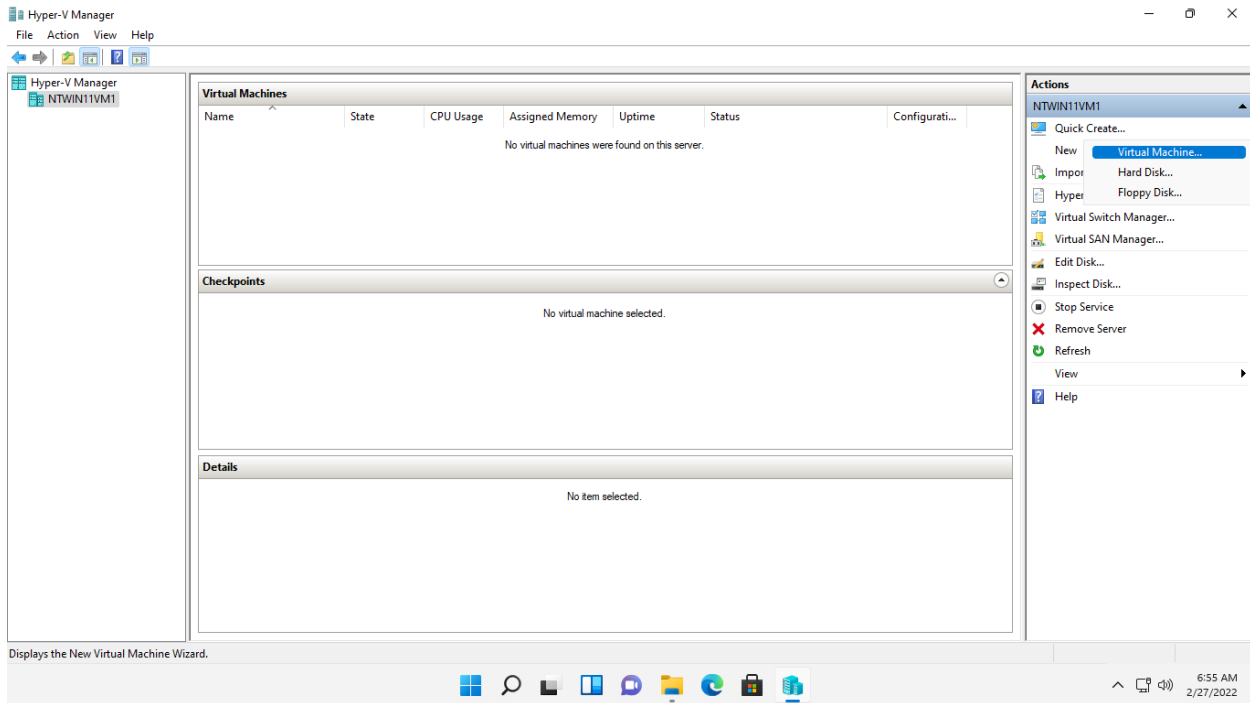 Hyper-V Manager
File Action View Help
Hyper-V Manager
NTWIN11VM1
Virtual Machines
Name State CPU Usage Assigned Memory Uptime Status Configurati...
No virtual machines were found on this server.
Checkpoints
No virtual machine selected.
Details
No item selected.
Actions
NTWIN11VM1
Quick Create...
New
Virtual Machine...
Hard Disk...
Floppy Disk...
Impor
Hyper
Virtual Switch Manager...
Virtual SAN Manager...
Edit Disk...
Inspect Disk...
Stop Service
Remove Server
Refresh
View
Help
Displays the New Virtual Machine Wizard.
6:55 AM
2/27/2022